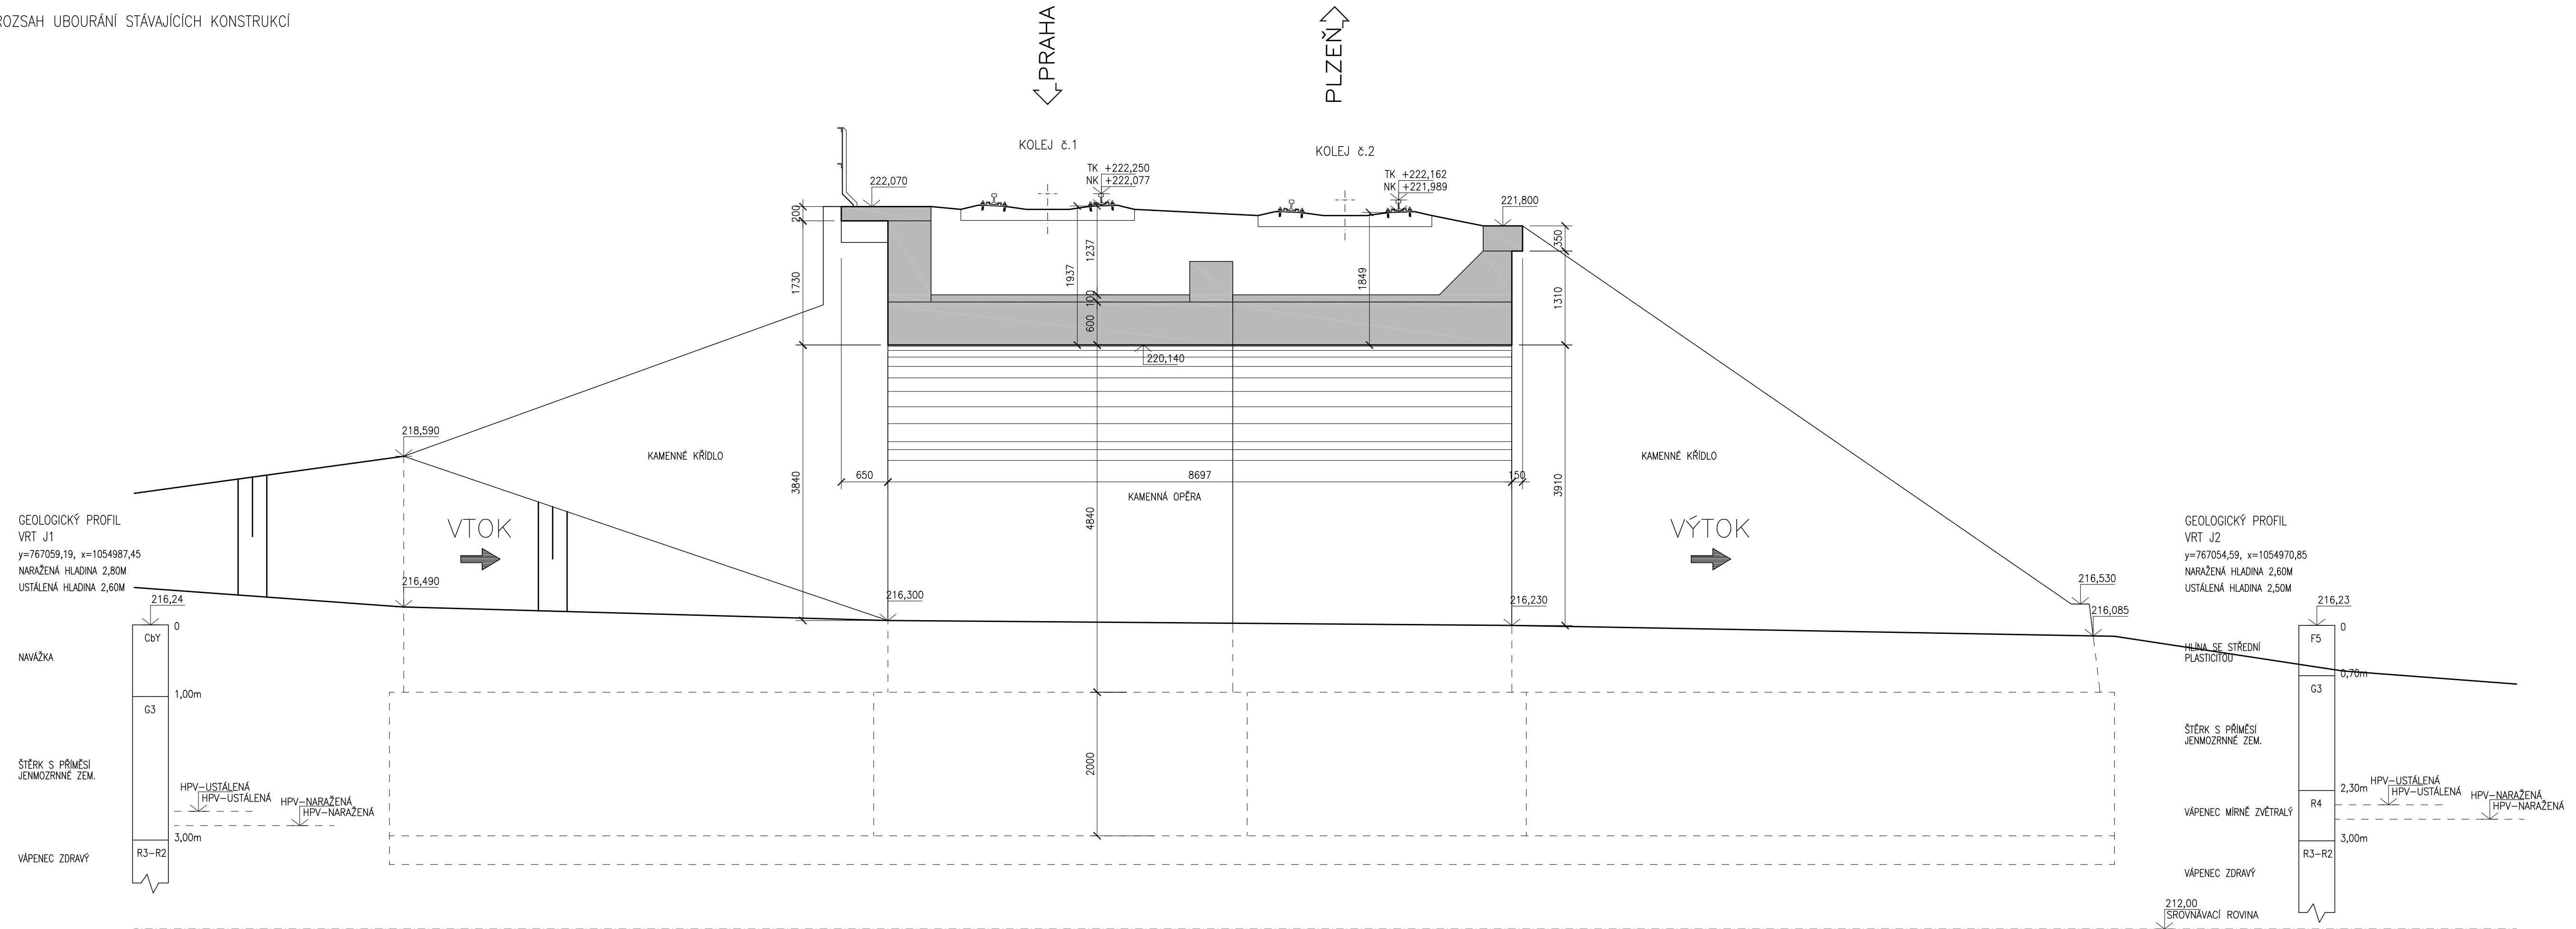 ROZSAH UBOURÁNÍ STÁVAJÍCÍCH KONSTRUKCÍ
PRAHA
PLZEŇ
KOLEJ č.1
KOLEJ č.2
TK +222,250
NK +222,077
TK +222,162
NK +221,989
222,070
221,800
200
1730
1937
1237
100
600
1849
350
1310
220,140
218,590
KAMENNÉ KŘÍDLO
KAMENNÉ KŘÍDLO
650
8697
150
3840
3910
4840
KAMENNÁ OPĚRA
VTOK
VÝTOK
GEOLOGICKÝ PROFIL
VRT J1
y=767059,19, x=1054987,45
NARAŽENÁ HLADINA 2,80M
USTÁLENÁ HLADINA 2,60M
216,24
0
CbY
NAVÁŽKA
1,00m
G3
ŠTĚRK S PŘÍMĚSÍ
JENMOZRNNÉ ZEM.
HPV-USTÁLENÁ
HPV-USTÁLENÁ
HPV-NARAŽENÁ
HPV-NARAŽENÁ
3,00m
R3-R2
VÁPENEC ZDRAVÝ
216,490
216,300
216,230
216,530
216,085
2000
GEOLOGICKÝ PROFIL
VRT J2
y=767054,59, x=1054970,85
NARAŽENÁ HLADINA 2,60M
USTÁLENÁ HLADINA 2,50M
216,23
0
F5
HLÍNA SE STŘEDNÍ
PLASTICITOU
0,70m
G3
ŠTĚRK S PŘÍMĚSÍ
JENMOZRNNÉ ZEM.
2,30m
R4
HPV-USTÁLENÁ
HPV-USTÁLENÁ
HPV-NARAŽENÁ
HPV-NARAŽENÁ
VÁPENEC MÍRNĚ ZVĚTRALÝ
3,00m
R3-R2
VÁPENEC ZDRAVÝ
212,00
SROVNÁVACÍ ROVINA